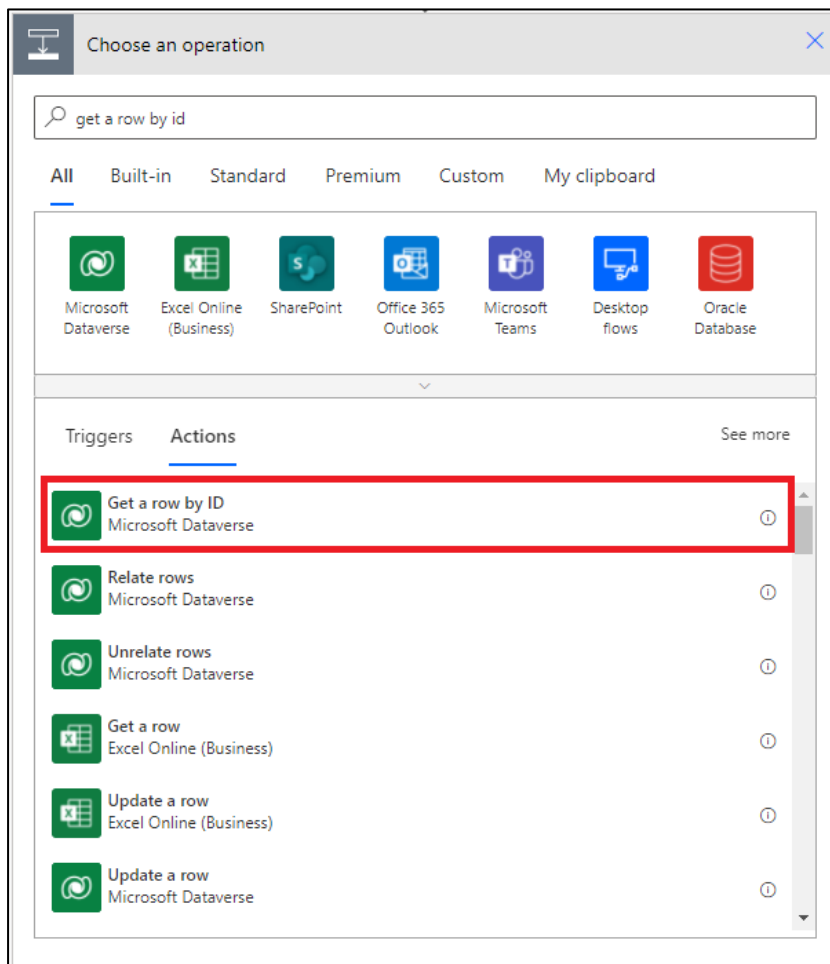 Choose an operation
get a row by id
All Built-in Standard Premium Custom My clipboard
Microsoft Dataverse
Excel Online (Business)
SharePoint
Office 365 Outlook
Microsoft Teams
Desktop flows
Oracle Database
Triggers Actions See more
Get a row by ID
Microsoft Dataverse
Relate rows
Microsoft Dataverse
Unrelate rows
Microsoft Dataverse
Get a row
Excel Online (Business)
Update a row
Excel Online (Business)
Update a row
Microsoft Dataverse